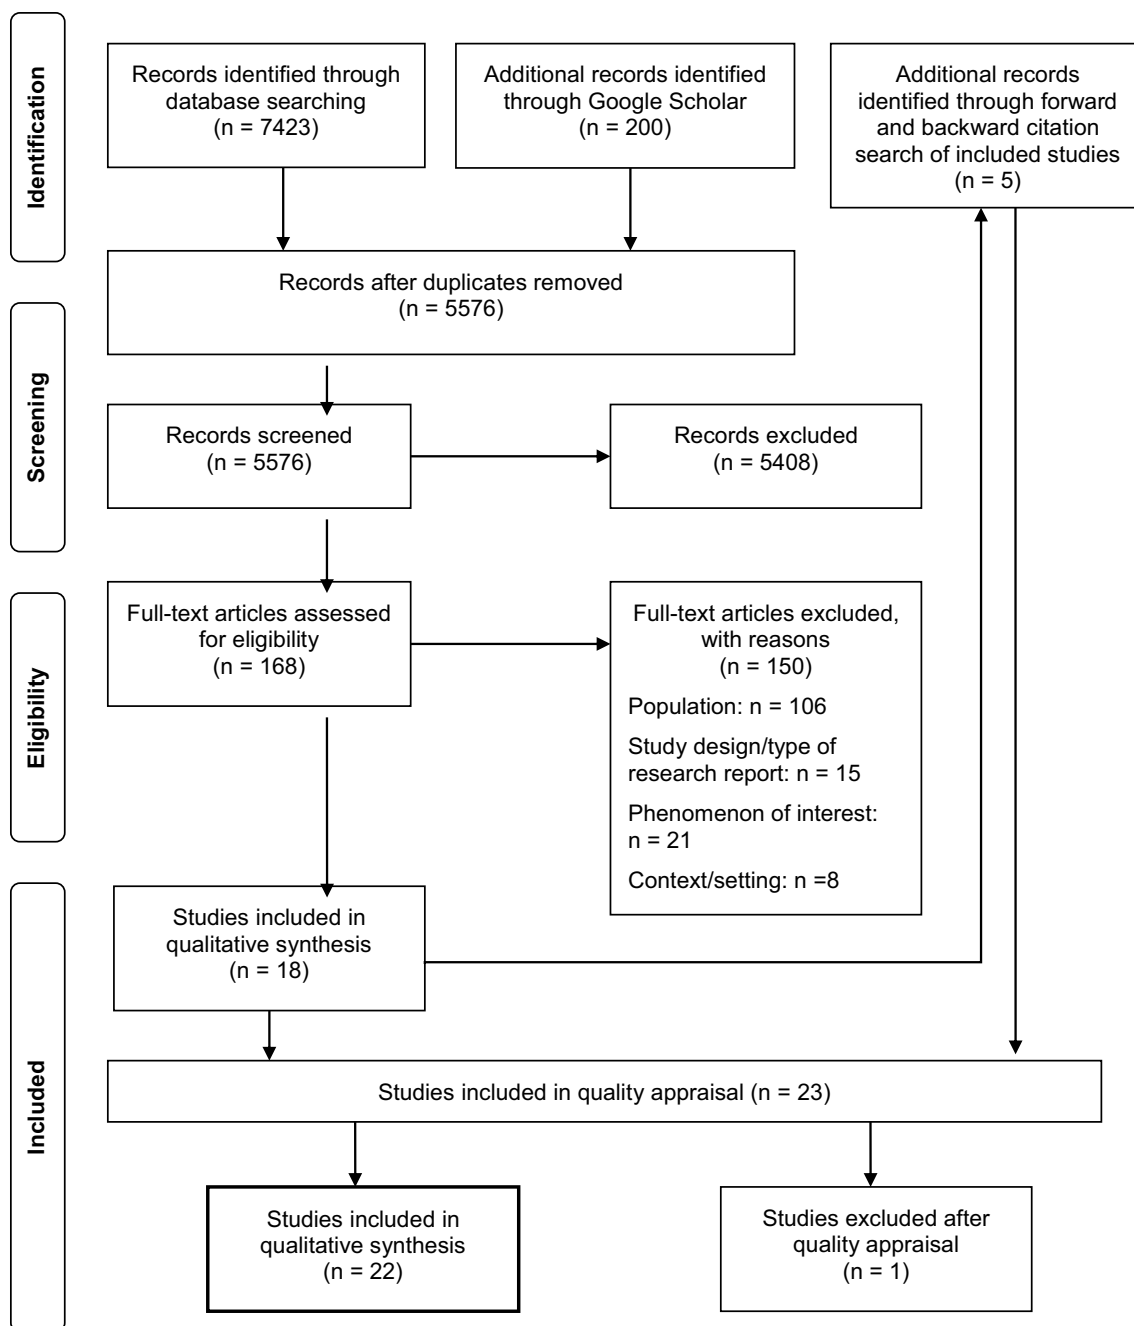 Identification
Records identified through
database searching
(n = 7423)
Additional records identified
through Google Scholar
(n = 200)
Additional records
identified through forward
and backward citation
search of included studies
(n = 5)
Records after duplicates removed
(n = 5576)
Screening
Records screened
(n = 5576)
Records excluded
(n = 5408)
Eligibility
Full-text articles assessed
for eligibility
(n = 168)
Full-text articles excluded,
with reasons
(n = 150)
Population: n = 106
Study design/type of
research report: n = 15
Phenomenon of interest:
n = 21
Context/setting: n =8
Included
Studies included in
qualitative synthesis
(n = 18)
Studies included in quality appraisal (n = 23)
Studies included in
qualitative synthesis
(n = 22)
Studies excluded after
quality appraisal
(n = 1)